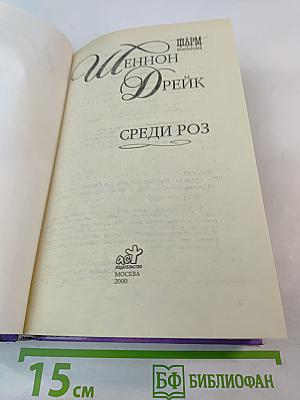 ШАРМ
ШЕННОН
ДРЕЙК
СРЕДИ РОЗ
аст
ИЗДАТЕЛЬСТВО
МОСКВА
2000
15 см
БФ БИБЛИОФАН